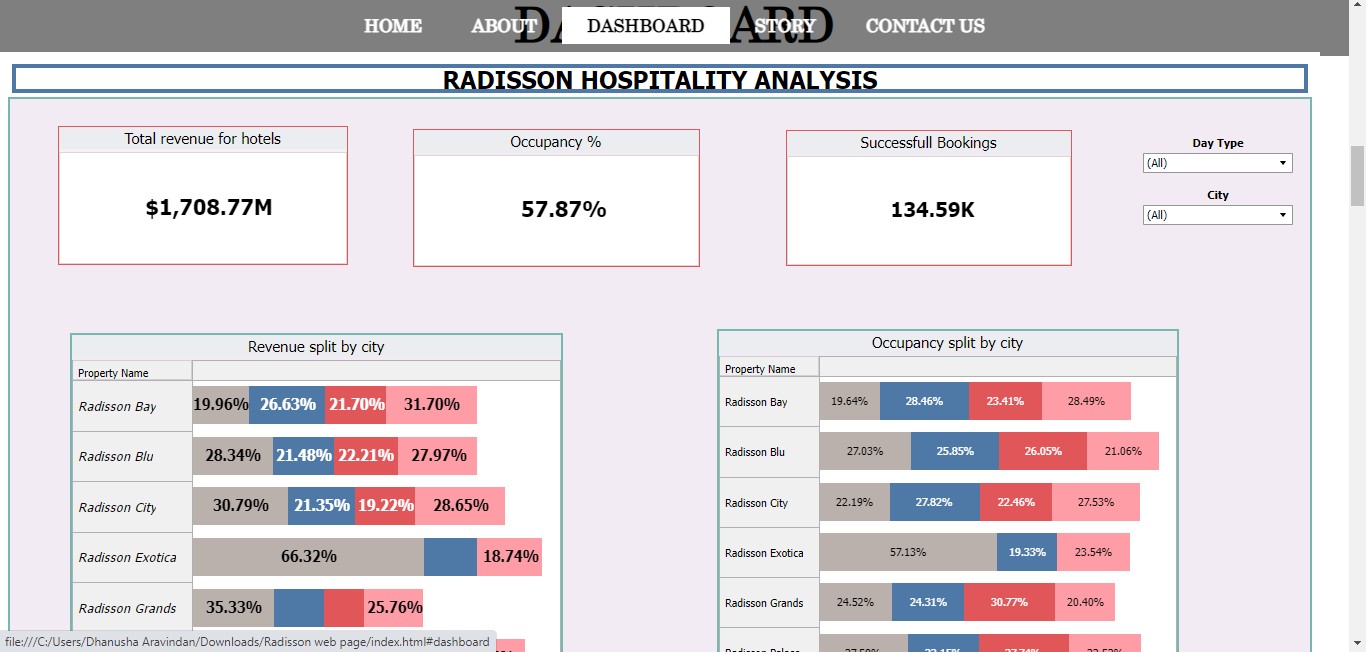 DASHBOARD
HOME ABOUT DASHBOARD STORY CONTACT US
RADISSON HOSPITALITY ANALYSIS
Total revenue for hotels
$1,708.77M
Occupancy %
57.87%
Successfull Bookings
134.59K
Day Type
(All)
City
(All)
Revenue split by city
Property Name
Radisson Bay 19.96% 26.63% 21.70% 31.70%
Radisson Blu 28.34% 21.48% 22.21% 27.97%
Radisson City 30.79% 21.35% 19.22% 28.65%
Radisson Exotica 66.32% 18.74%
Radisson Grands 35.33% 25.76%
Occupancy split by city
Property Name
Radisson Bay 19.64% 28.46% 23.41% 28.49%
Radisson Blu 27.03% 25.85% 26.05% 21.06%
Radisson City 22.19% 27.82% 22.46% 27.53%
Radisson Exotica 57.13% 19.33% 23.54%
Radisson Grands 24.52% 24.31% 30.77% 20.40%
file:///C:/Users/Dhanusha Aravindan/Downloads/Radisson web page/index.html#dashboard